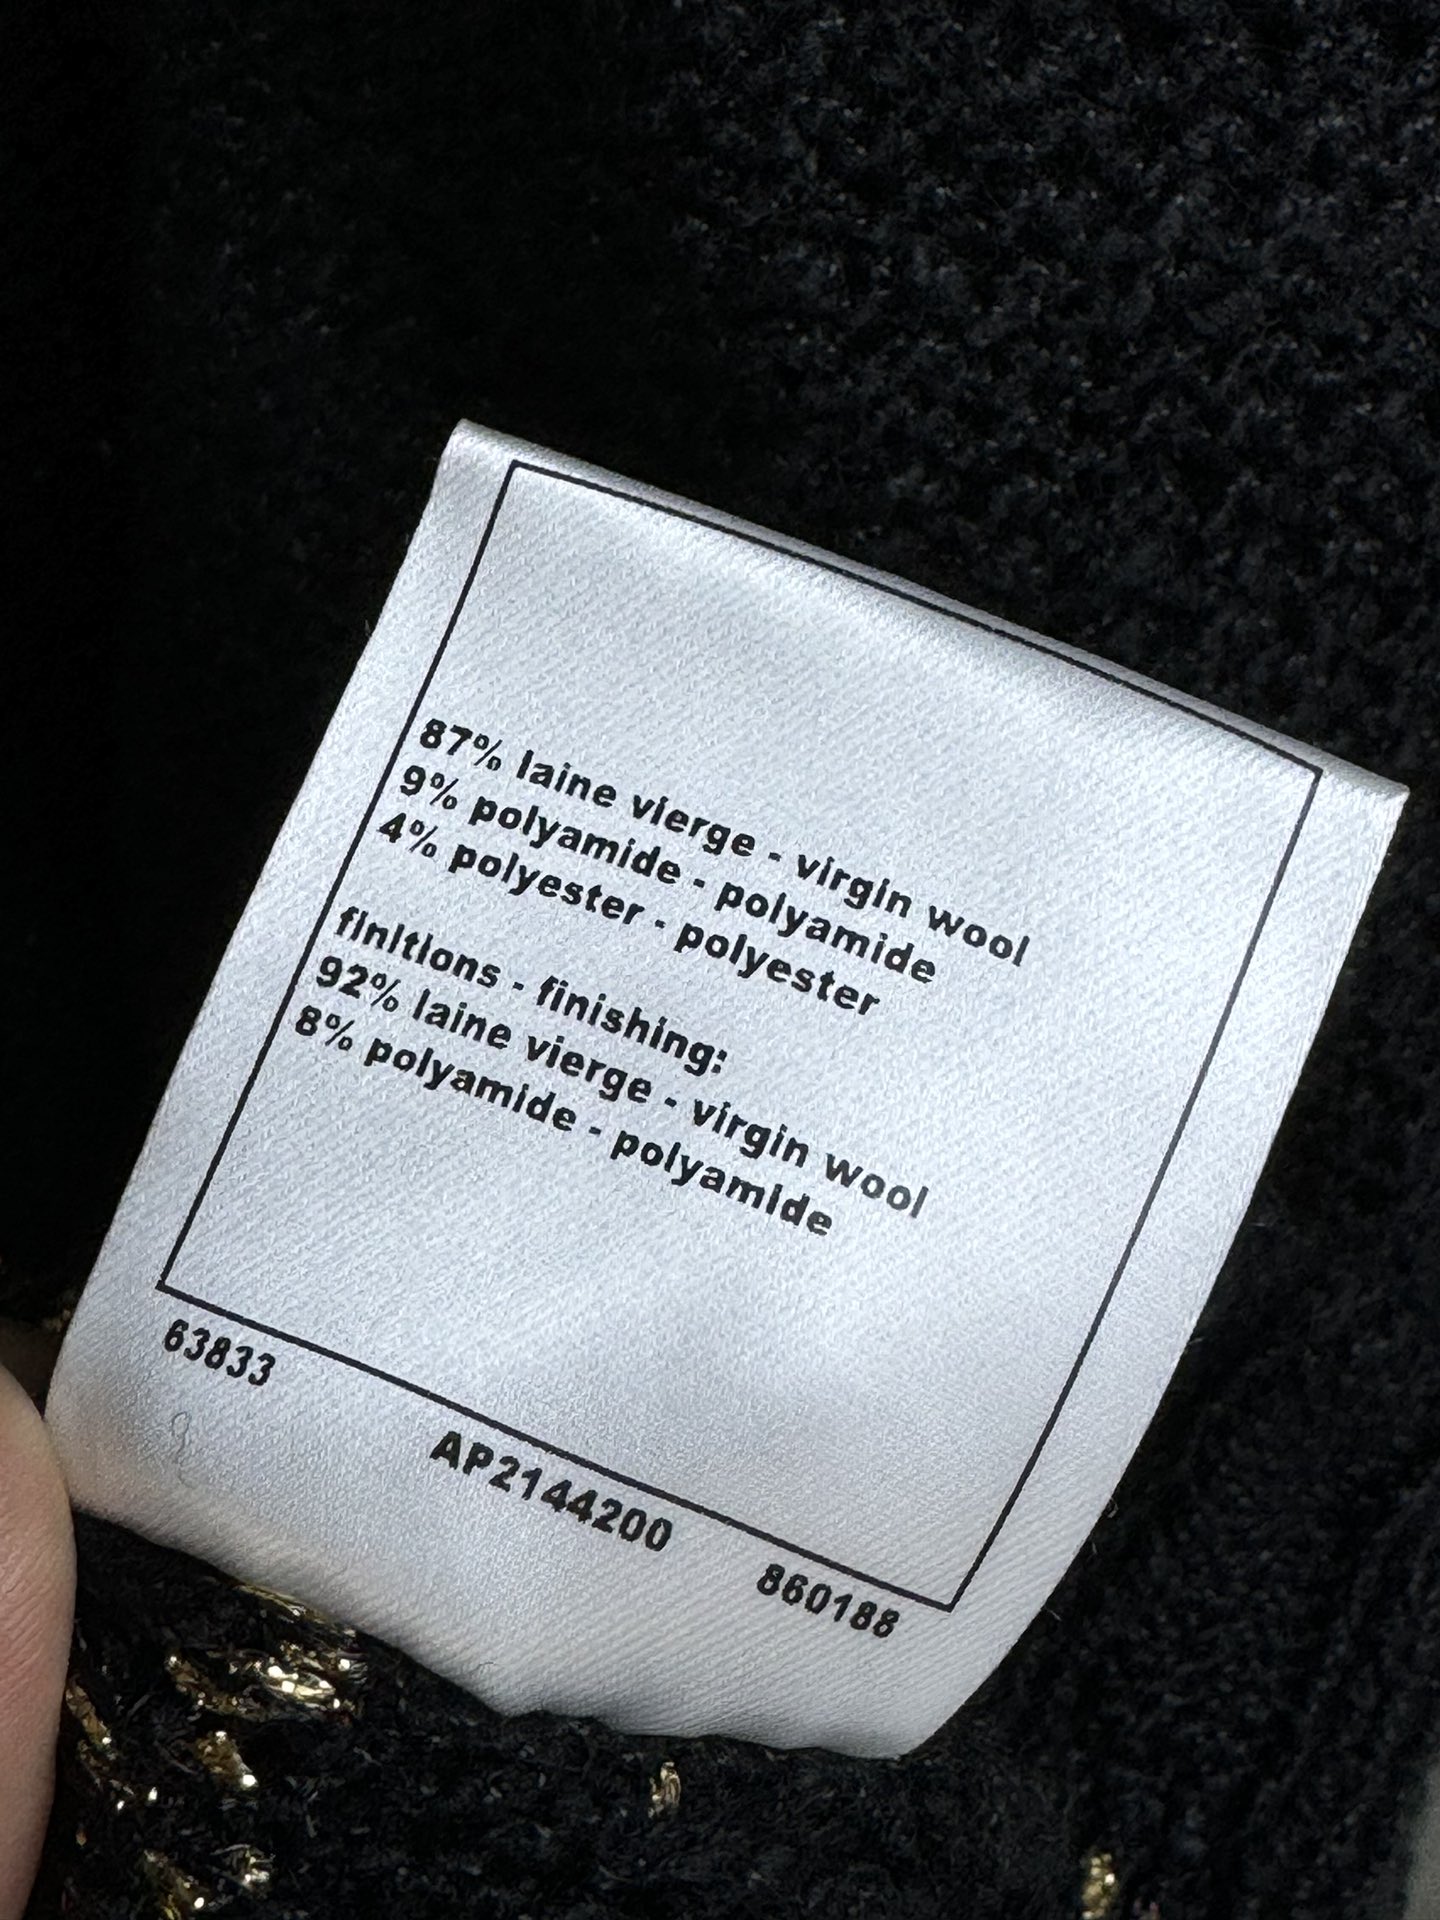 87% laine vierge - virgin wool
9% polyamide - polyamide
4% polyester - polyester
finitions - finishing:
92% laine vierge - virgin wool
8% polyamide - polyamide
63833
AP2144200
860188